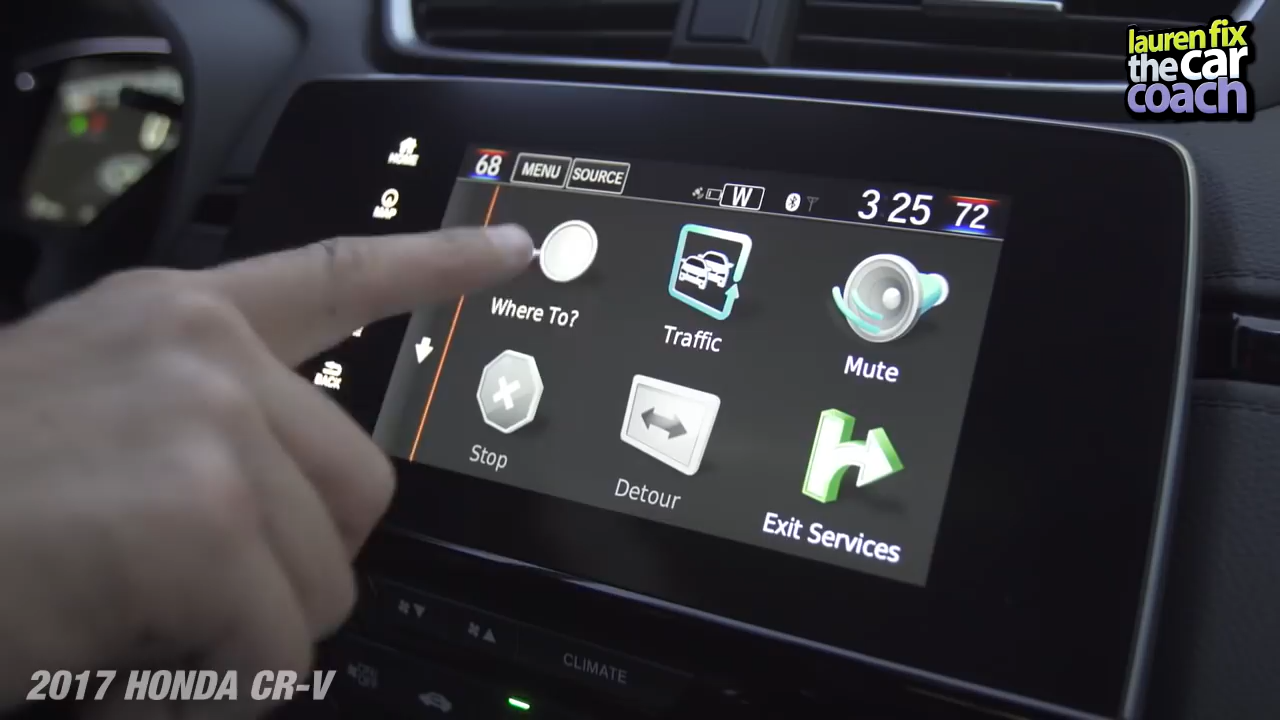 lauren fix
the car
coach
HOME
MAP
BACK
68 MENU SOURCE W 3 25 72
Where To?
Traffic
Mute
Stop
Detour
Exit Services
CLIMATE
2017 HONDA CR-V